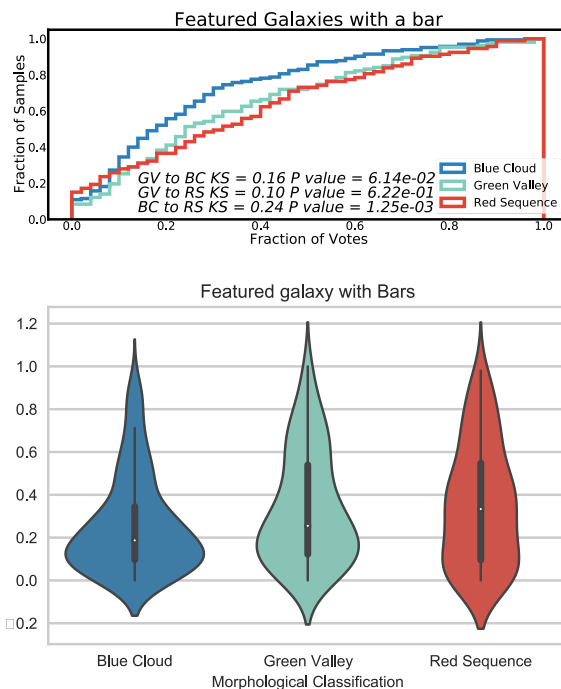 Featured Galaxies with a bar
1.0
0.8
0.6
0.4
0.2
0.0
Fraction of Samples
GV to BC KS = 0.16 P value = 6.14e-02
GV to RS KS = 0.10 P value = 6.22e-01
BC to RS KS = 0.24 P value = 1.25e-03
Blue Cloud
Green Valley
Red Sequence
0.0 0.2 0.4 0.6 0.8 1.0
Fraction of Votes
Featured galaxy with Bars
1.2
1.0
0.8
0.6
0.4
0.2
0.0
□0.2
Blue Cloud Green Valley Red Sequence
Morphological Classification